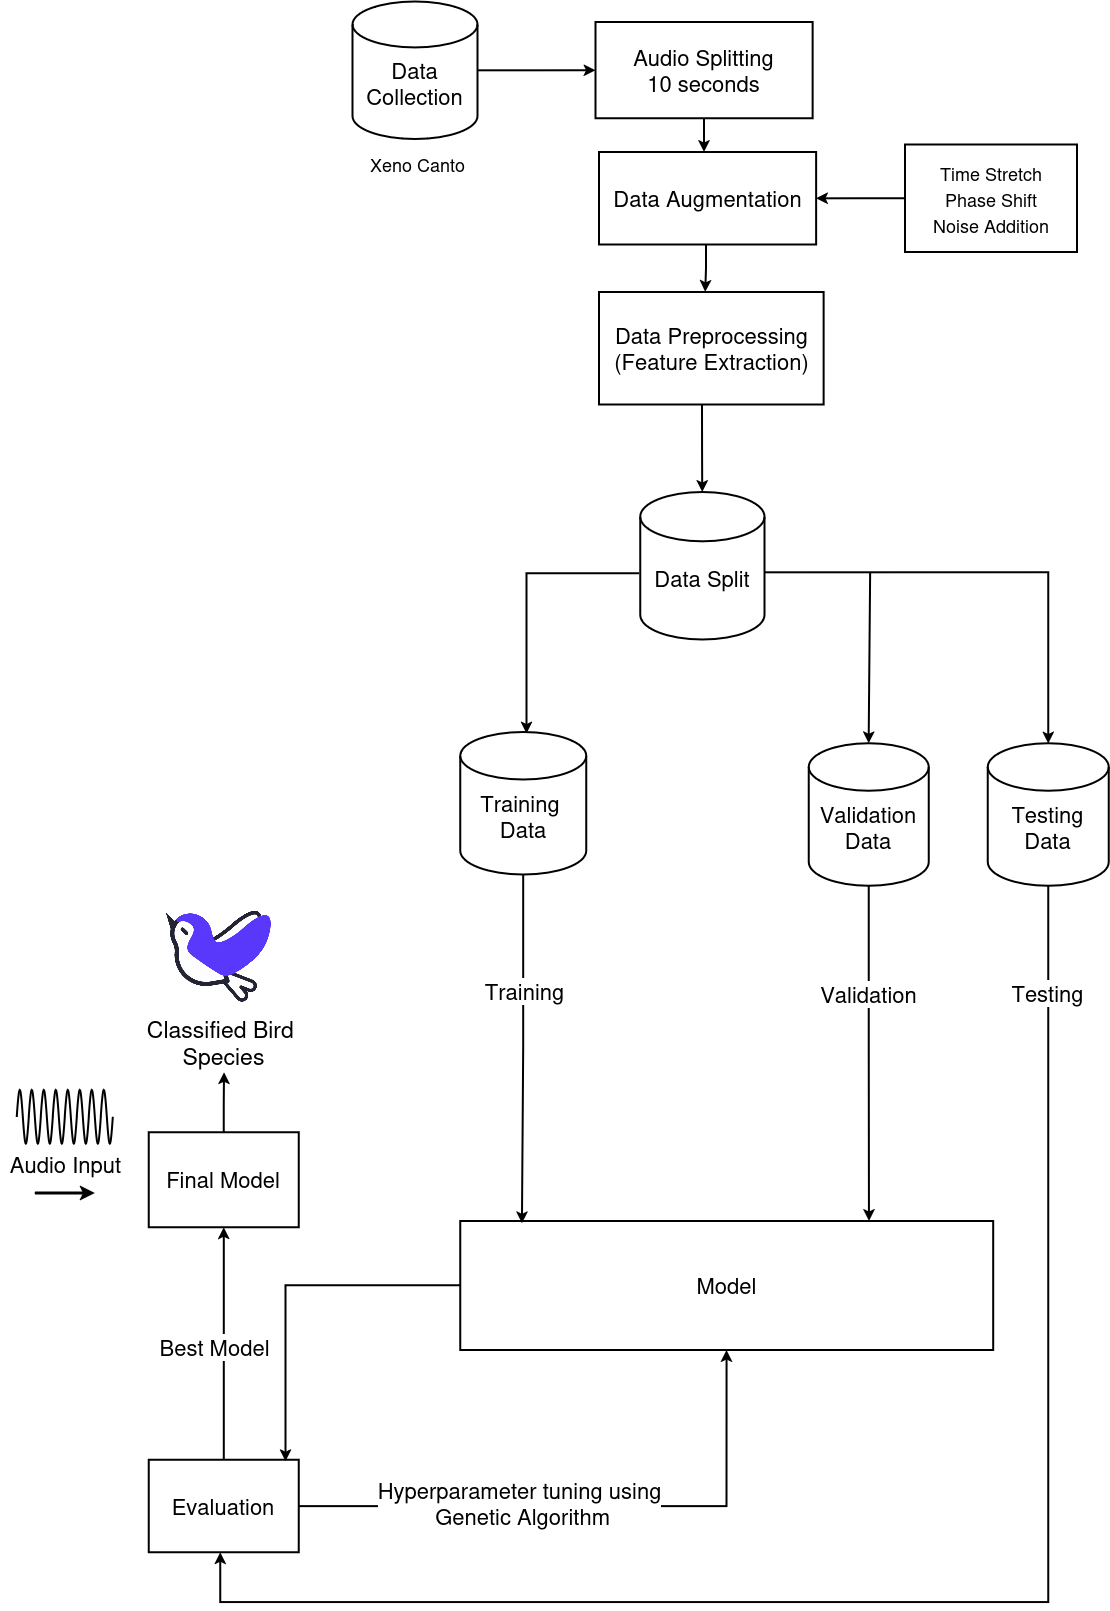 Data
Collection
Xeno Canto
Audio Splitting
10 seconds
Data Augmentation
Time Stretch
Phase Shift
Noise Addition
Data Preprocessing
(Feature Extraction)
Data Split
Training
Data
Validation
Data
Testing
Data
Training
Validation
Testing
Classified Bird
Species
Audio Input
Final Model
Model
Best Model
Evaluation
Hyperparameter tuning using
Genetic Algorithm